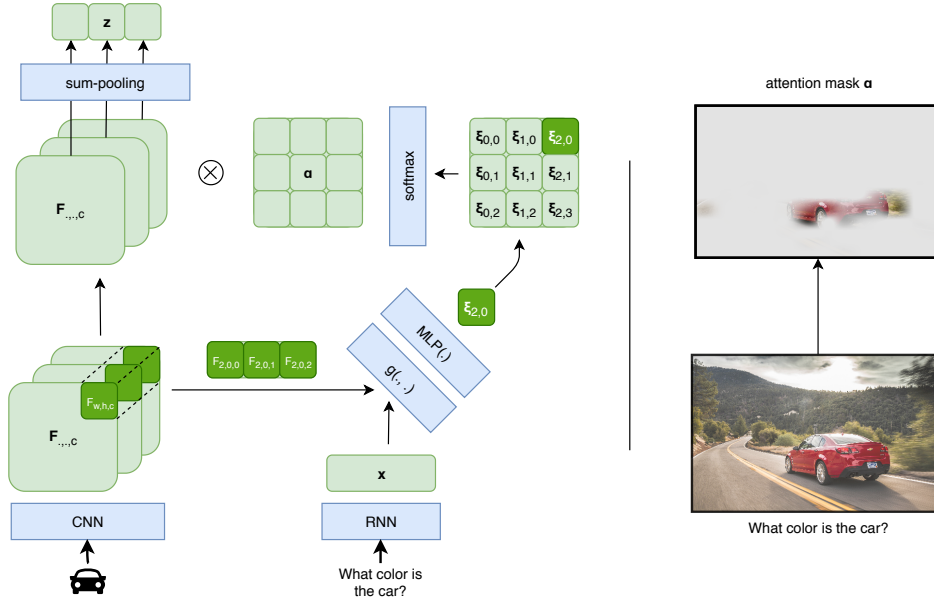 z
sum-pooling
F.,.,c
α
softmax
ξ0,0 ξ1,0 ξ2,0
ξ0,1 ξ1,1 ξ2,1
ξ0,2 ξ1,2 ξ2,3
ξ2,0
MLP(.)
g(., .)
F2,0,0 F2,0,1 F2,0,2
Fw,h,c
F.,.,c
x
CNN
RNN
What color is
the car?
attention mask α
What color is the car?